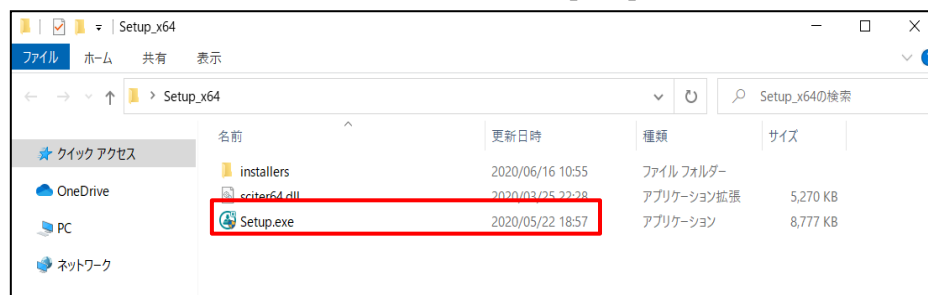 Setup_x64
ファイル ホーム 共有 表示
Setup_x64 Setup_x64の検索
名前 更新日時 種類 サイズ
クイック アクセス
installers 2020/06/16 10:55 ファイル フォルダー
OneDrive
sciter64.dll 2020/03/25 22:28 アプリケーション拡張 5,270 KB
PC
Setup.exe 2020/05/22 18:57 アプリケーション 8,777 KB
ネットワーク